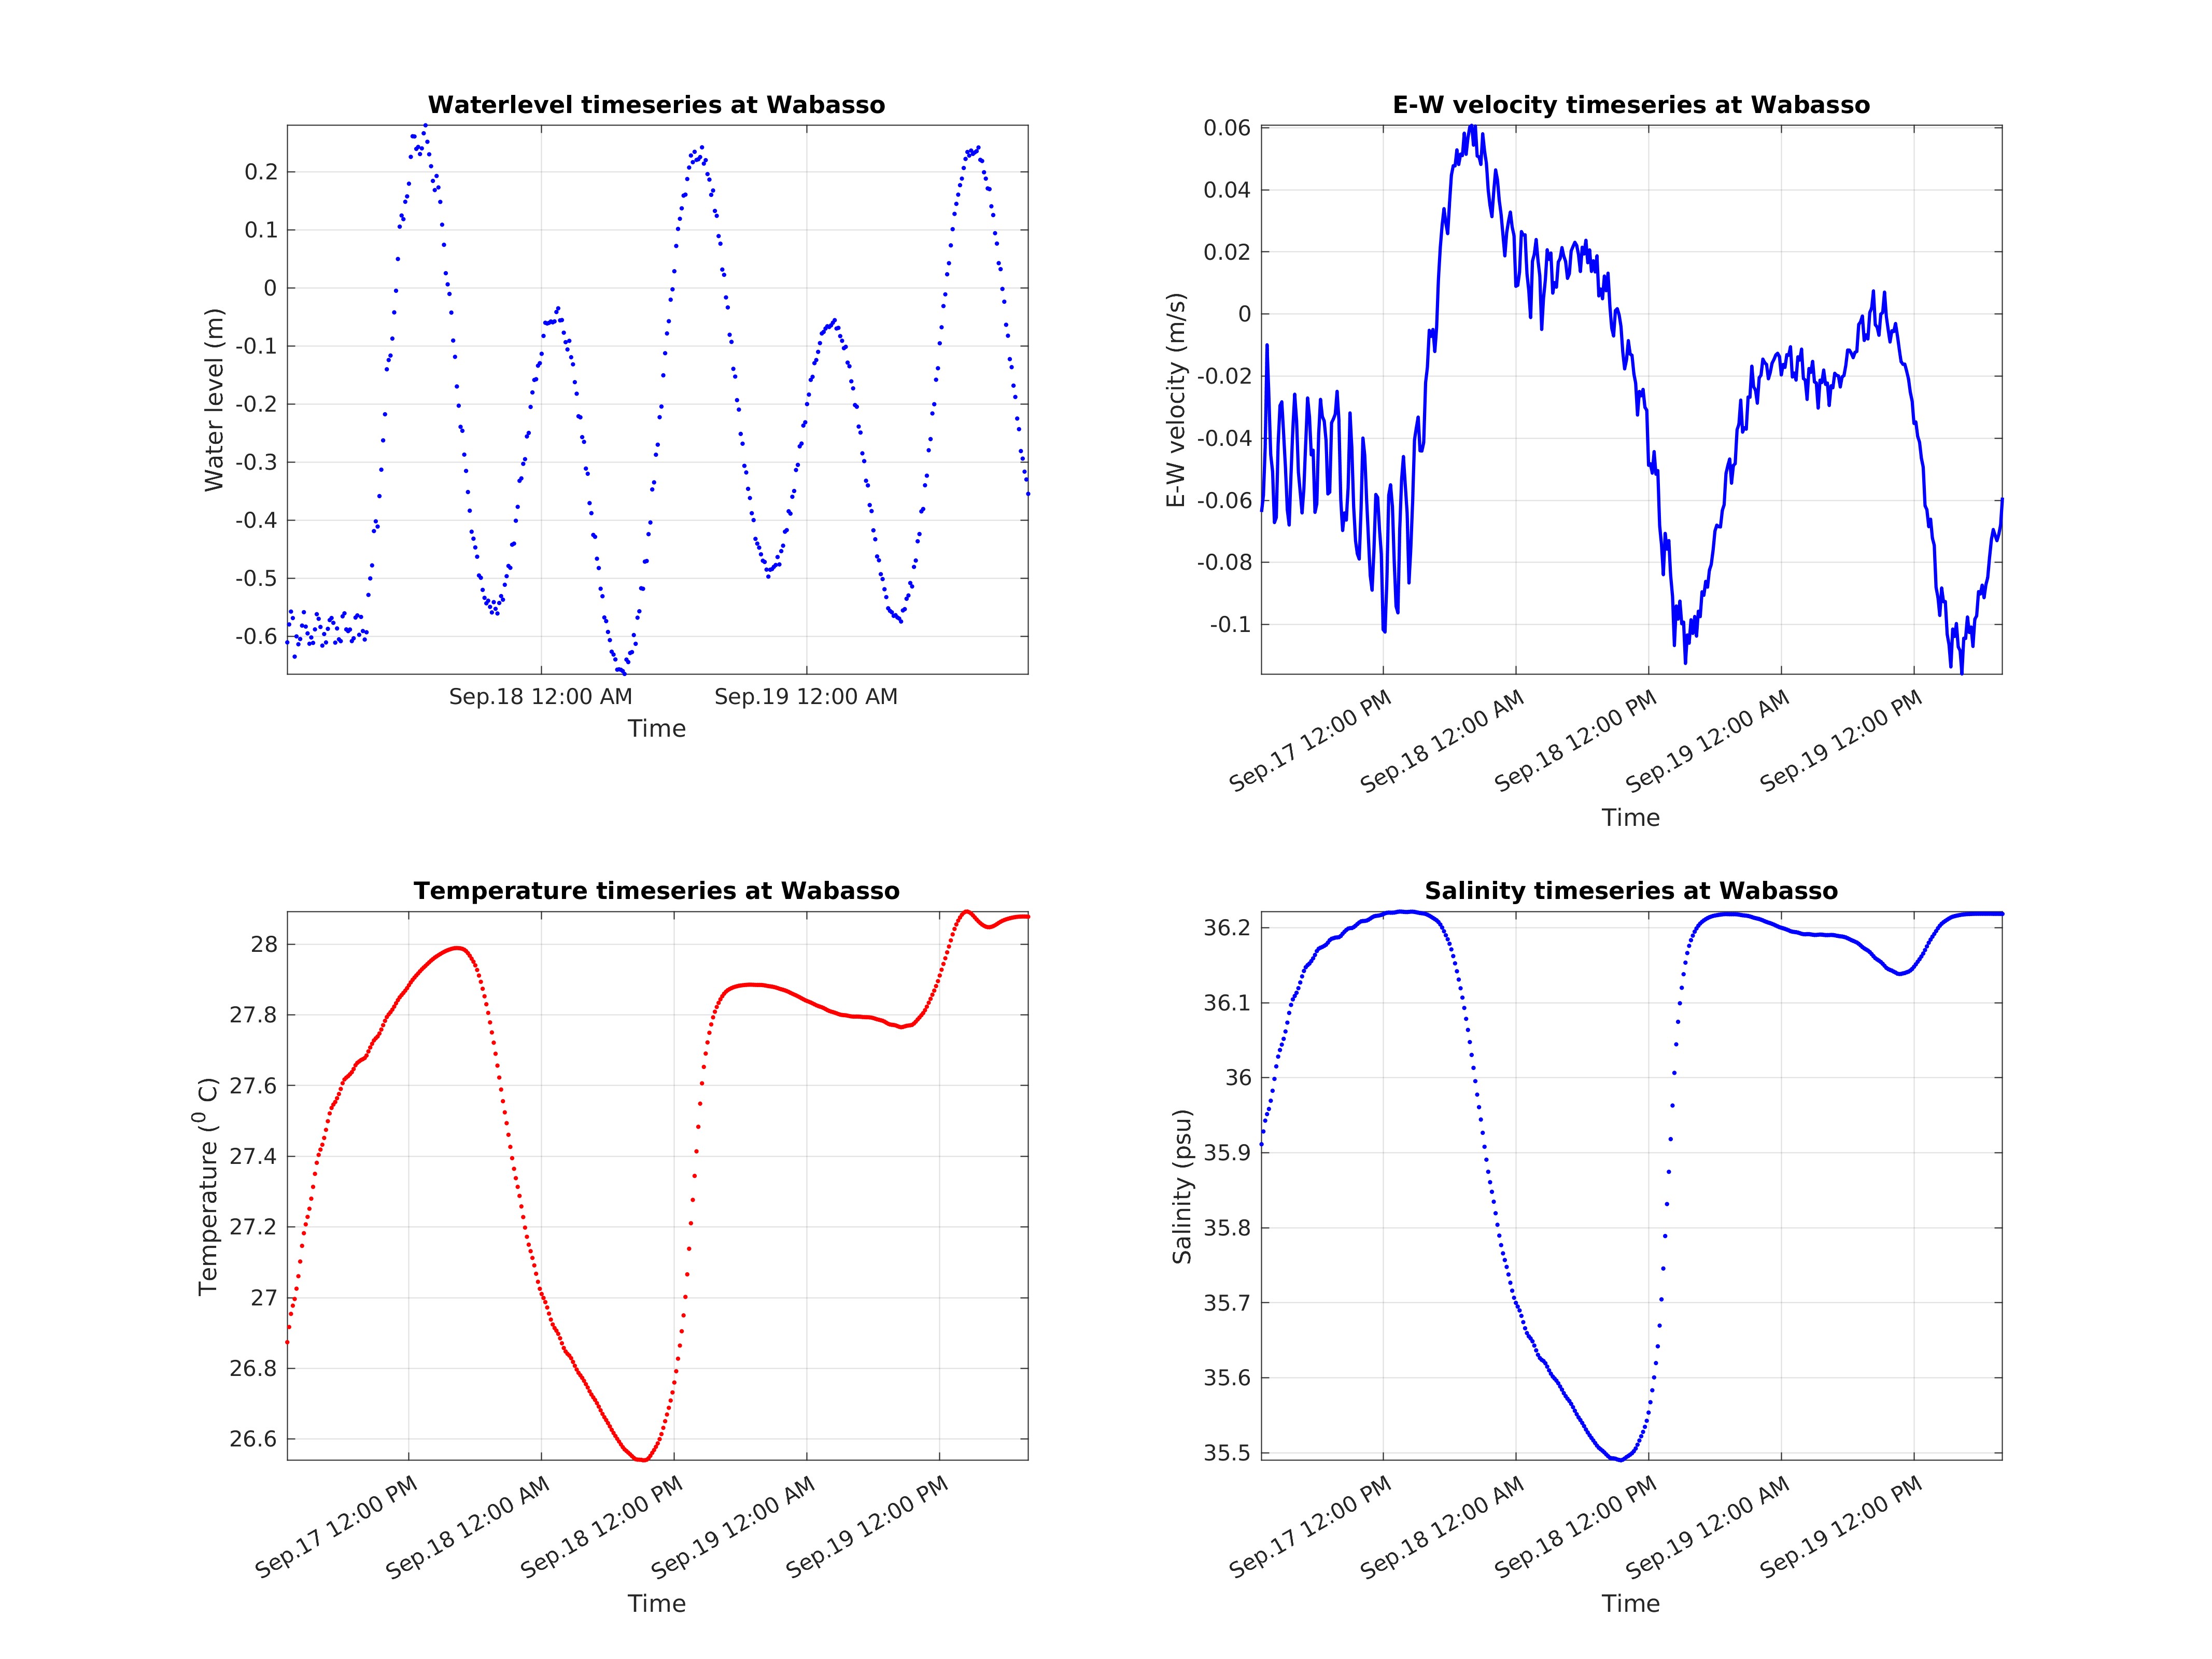 Waterlevel timeseries at Wabasso
0.2
0.1
0
-0.1
-0.2
-0.3
-0.4
-0.5
-0.6
Water level (m)
Sep.18 12:00 AM
Sep.19 12:00 AM
Time
E-W velocity timeseries at Wabasso
0.06
0.04
0.02
0
-0.02
-0.04
-0.06
-0.08
-0.1
E-W velocity (m/s)
Sep.17 12:00 PM
Sep.18 12:00 AM
Sep.18 12:00 PM
Sep.19 12:00 AM
Sep.19 12:00 PM
Time
Temperature timeseries at Wabasso
28
27.8
27.6
27.4
27.2
27
26.8
26.6
Temperature (⁰ C)
Sep.17 12:00 PM
Sep.18 12:00 AM
Sep.18 12:00 PM
Sep.19 12:00 AM
Sep.19 12:00 PM
Time
Salinity timeseries at Wabasso
36.2
36.1
36
35.9
35.8
35.7
35.6
35.5
Salinity (psu)
Sep.17 12:00 PM
Sep.18 12:00 AM
Sep.18 12:00 PM
Sep.19 12:00 AM
Sep.19 12:00 PM
Time